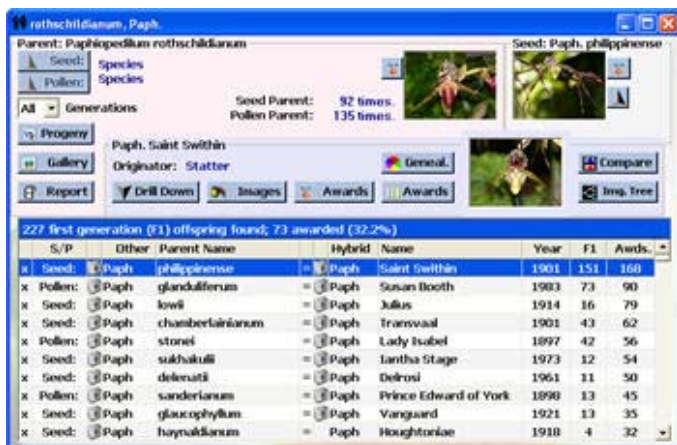 rothschildianum, Paph.
Parent: Paphiopedilum rothschildianum
Seed: Paph. philippinense
Seed: Species
Pollen: Species
All Generations
Seed Parent: 92 times.
Pollen Parent: 135 times.
Progeny
Paph. Saint Swithin
Gallery
Originator: Statter
Geneal.
Compare
Report
Drill Down
Images
Awards
Awards
Img. Tree
227 first generation (F1) offspring found; 73 awarded (32.2%)
S/P Other Parent Name Hybrid Name Year F1 Awds.
x Seed: Paph philippinense = Paph Saint Swithin 1901 151 168
x Pollen: Paph glanduliferum = Paph Susan Booth 1983 73 90
x Seed: Paph lowii = Paph Julius 1914 16 79
x Seed: Paph chamberlainianum = Paph Transvaal 1901 43 62
x Pollen: Paph stonei = Paph Lady Isabel 1897 42 56
x Seed: Paph sukhakulii = Paph Iantha Stage 1973 12 54
x Seed: Paph delenatii = Paph Delrosi 1961 11 50
x Pollen: Paph sanderianum = Paph Prince Edward of York 1898 13 45
x Seed: Paph glaucophyllum = Paph Vanguard 1921 13 35
x Seed: Paph haynaldianum = Paph Houghtoniae 1918 4 32